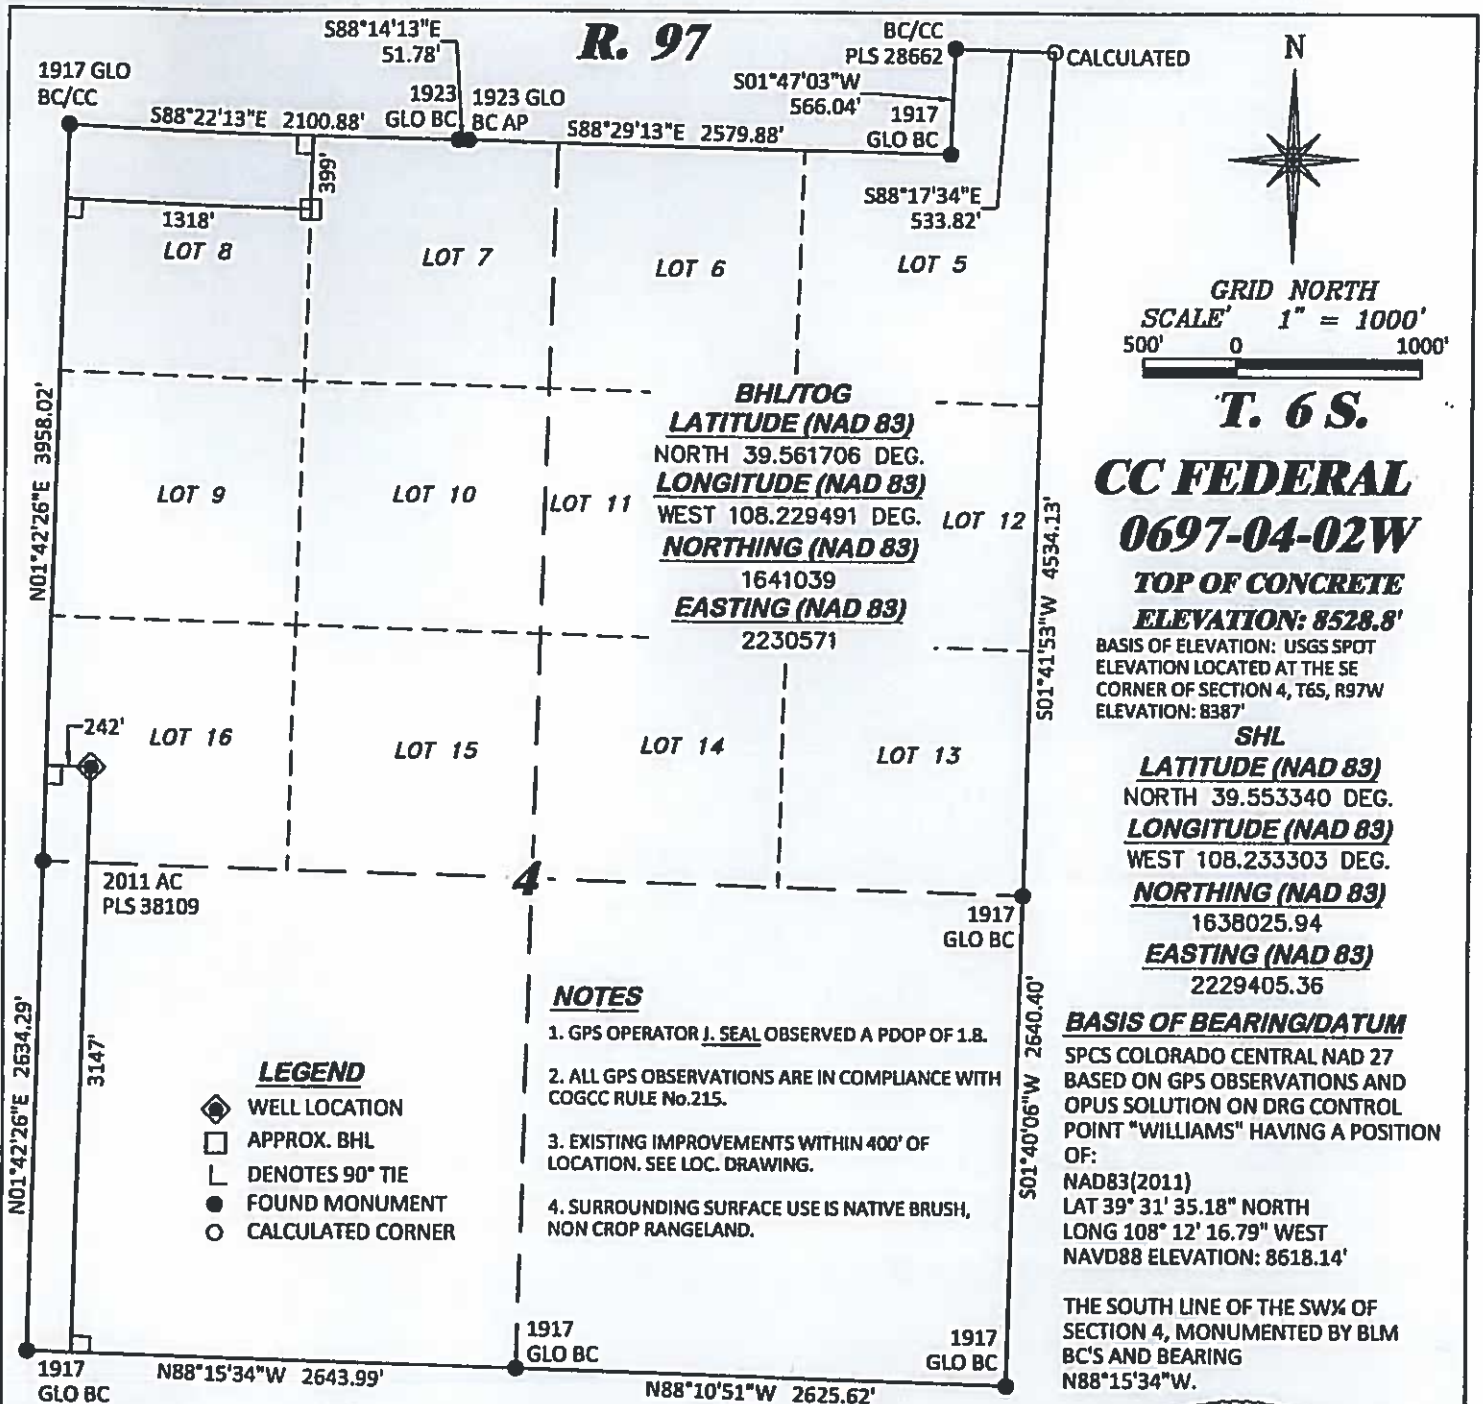 R. 97
S88°14'13"E
51.78'
BC/CC
PLS 28662
CALCULATED
N
1917 GLO
BC/CC
S01°47'03"W
566.04'
S88°22'13"E 2100.88'
1923
GLO BC
1923 GLO
BC AP
S88°29'13"E 2579.88'
1917
GLO BC
399'
1318'
S88°17'34"E
533.82'
LOT 8
LOT 7
LOT 6
LOT 5
GRID NORTH
SCALE' 1" = 1000'
500' 0 1000'
T. 6 S.
CC FEDERAL
0697-04-02W
TOP OF CONCRETE
ELEVATION: 8528.8'
BASIS OF ELEVATION: USGS SPOT
ELEVATION LOCATED AT THE SE
CORNER OF SECTION 4, T6S, R97W
ELEVATION: 8387'
N01°42'26"E 3958.02'
BHL/TOG
LATITUDE (NAD 83)
NORTH 39.561706 DEG.
LONGITUDE (NAD 83)
WEST 108.229491 DEG.
NORTHING (NAD 83)
1641039
EASTING (NAD 83)
2230571
LOT 9
LOT 10
LOT 11
LOT 12
S01°41'53"W 4534.13'
242'
LOT 16
LOT 15
LOT 14
LOT 13
SHL
LATITUDE (NAD 83)
NORTH 39.553340 DEG.
LONGITUDE (NAD 83)
WEST 108.233303 DEG.
NORTHING (NAD 83)
1638025.94
EASTING (NAD 83)
2229405.36
2011 AC
PLS 38109
4
1917
GLO BC
N01°42'26"E 2634.29'
3147'
LEGEND
WELL LOCATION
APPROX. BHL
DENOTES 90° TIE
FOUND MONUMENT
CALCULATED CORNER
NOTES
1. GPS OPERATOR J. SEAL OBSERVED A PDOP OF 1.8.
2. ALL GPS OBSERVATIONS ARE IN COMPLIANCE WITH
COGCC RULE No.215.
3. EXISTING IMPROVEMENTS WITHIN 400' OF
LOCATION. SEE LOC. DRAWING.
4. SURROUNDING SURFACE USE IS NATIVE BRUSH,
NON CROP RANGELAND.
S01°40'06"W 2640.40'
BASIS OF BEARING/DATUM
SPCS COLORADO CENTRAL NAD 27
BASED ON GPS OBSERVATIONS AND
OPUS SOLUTION ON DRG CONTROL
POINT "WILLIAMS" HAVING A POSITION
OF:
NAD83(2011)
LAT 39° 31' 35.18" NORTH
LONG 108° 12' 16.79" WEST
NAVD88 ELEVATION: 8618.14'
THE SOUTH LINE OF THE SW¼ OF
SECTION 4, MONUMENTED BY BLM
BC'S AND BEARING
N88°15'34"W.
1917
GLO BC
N88°15'34"W 2643.99'
1917
GLO BC
N88°10'51"W 2625.62'
1917
GLO BC